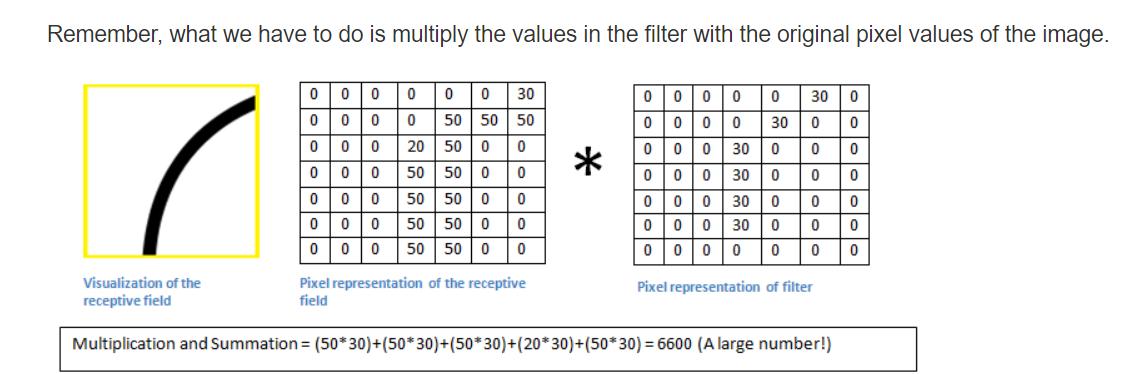 Remember, what we have to do is multiply the values in the filter with the original pixel values of the image.
0 0 0 0 0 0 30
0 0 0 0 50 50 50
0 0 0 20 50 0 0
0 0 0 50 50 0 0
0 0 0 50 50 0 0
0 0 0 50 50 0 0
0 0 0 50 50 0 0
*
0 0 0 0 0 30 0
0 0 0 0 30 0 0
0 0 0 30 0 0 0
0 0 0 30 0 0 0
0 0 0 30 0 0 0
0 0 0 30 0 0 0
0 0 0 0 0 0 0
Visualization of the
receptive field
Pixel representation of the receptive
field
Pixel representation of filter
Multiplication and Summation = (50*30)+(50*30)+(50*30)+(20*30)+(50*30) = 6600 (A large number!)